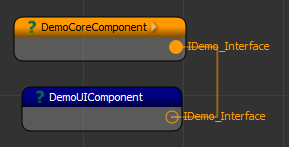 ? DemoCoreComponent
IDemo_Interface
? DemoUIComponent
IDemo_Interface